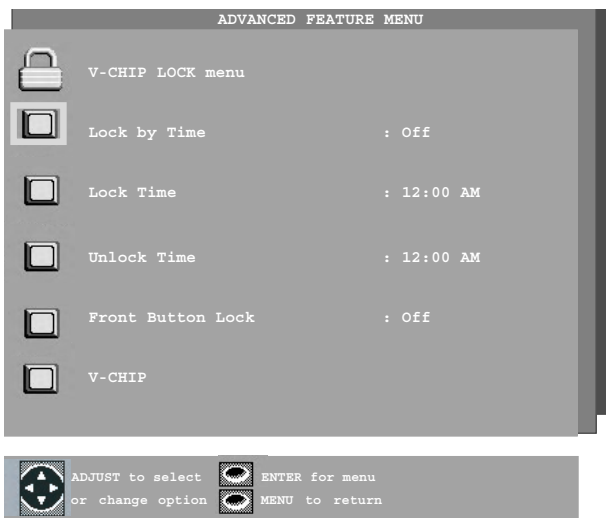 ADVANCED FEATURE MENU
V-CHIP LOCK menu
Lock by Time : Off
Lock Time : 12:00 AM
Unlock Time : 12:00 AM
Front Button Lock : Off
V-CHIP
ADJUST to select ENTER for menu
or change option MENU to return